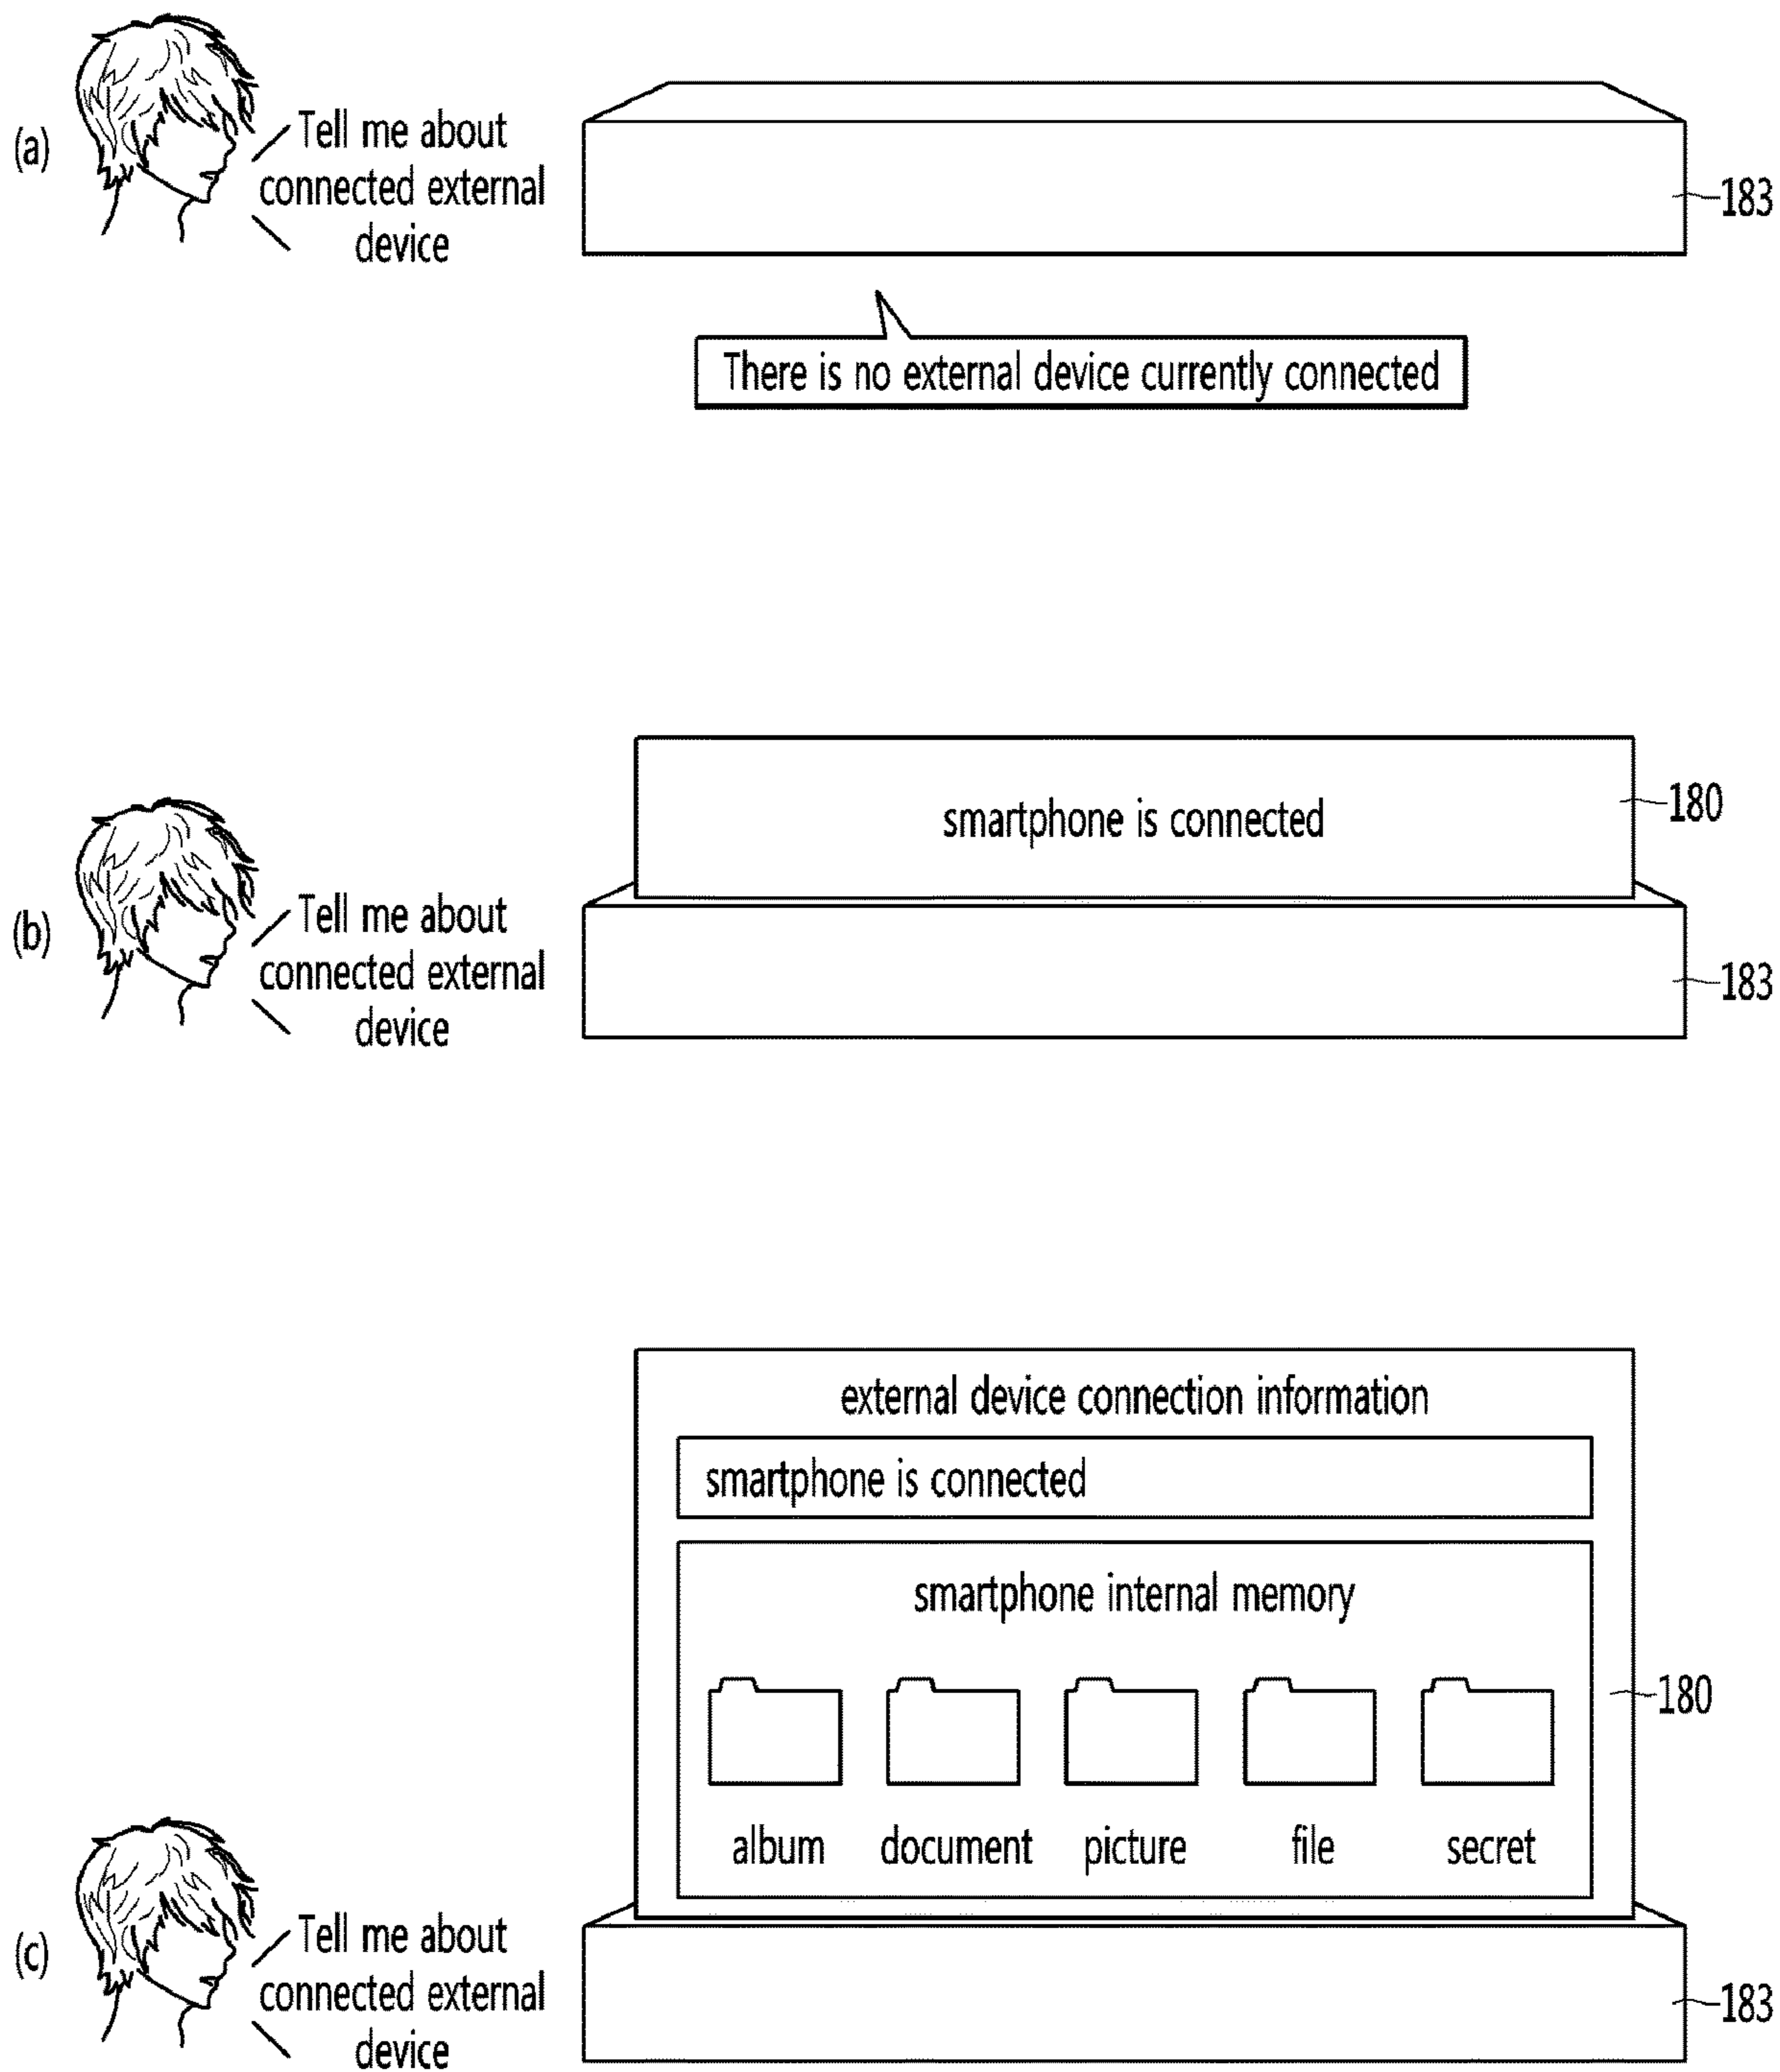 (a)
Tell me about
connected external
device
183
There is no external device currently connected
smartphone is connected
180
(b)
Tell me about
connected external
device
183
external device connection information
smartphone is connected
smartphone internal memory
180
album document picture file secret
(c)
Tell me about
connected external
device
183